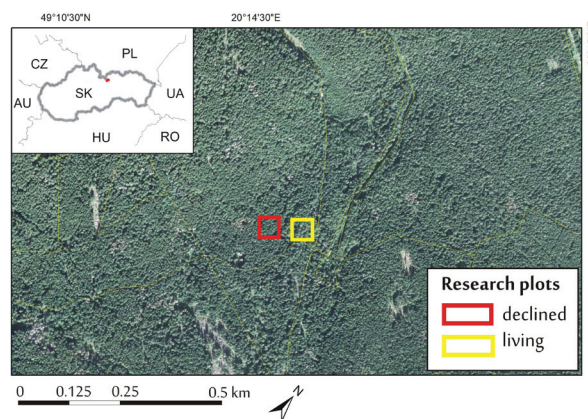 49°10'30"N 20°14'30"E
PL
CZ
SK
UA
AU
HU
RO
Research plots
declined
living
0 0.125 0.25 0.5 km
N